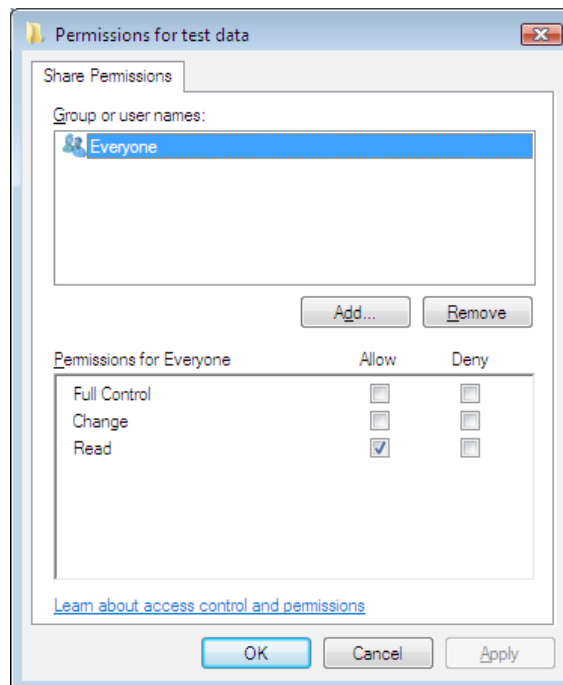 Permissions for test data
Share Permissions
Group or user names:
Everyone
Add... Remove
Permissions for Everyone Allow Deny
Full Control
Change
Read
Learn about access control and permissions
OK Cancel Apply